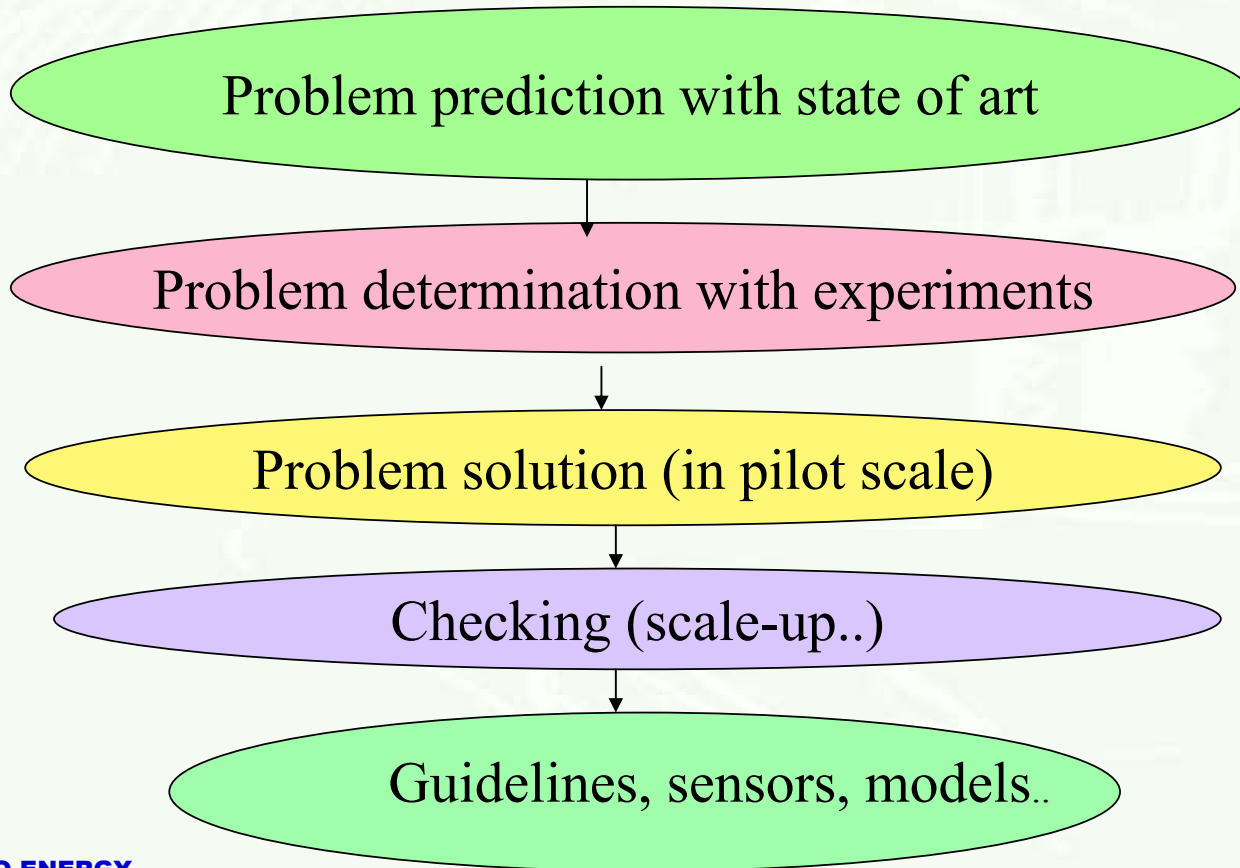 Problem prediction with state of art
Problem determination with experiments
Problem solution (in pilot scale)
Checking (scale-up..)
Guidelines, sensors, models..
ENERGY